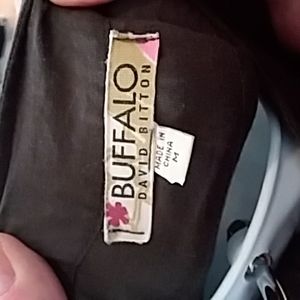 BUFFALO
DAVID BITTON
MADE IN
CHINA
M